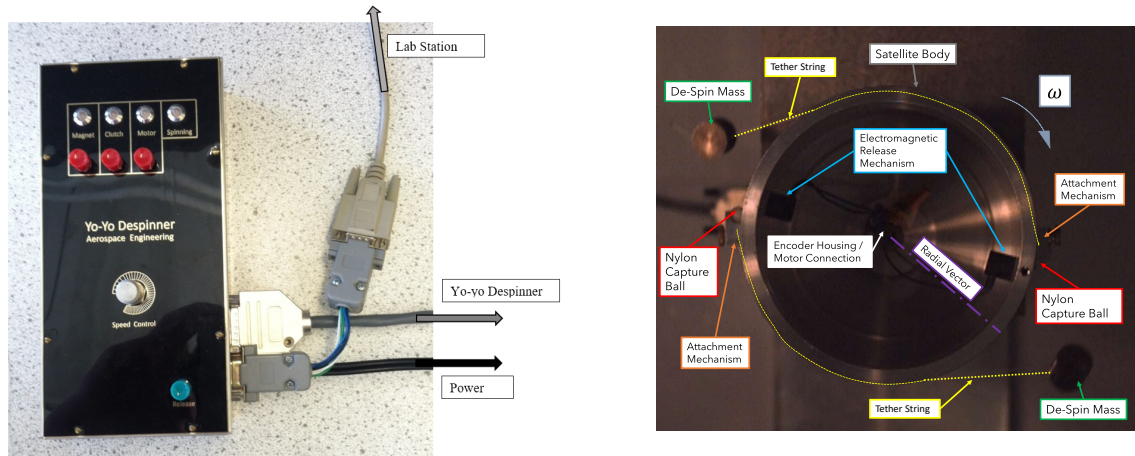 Lab Station
Magnet Clutch Motor Spinning
Yo-Yo Despinner
Aerospace Engineering
Speed Control
Release
Yo-yo Despinner
Power
Satellite Body
Tether String
De-Spin Mass
ω
Electromagnetic
Release
Mechanism
Attachment
Mechanism
Encoder Housing /
Motor Connection
Radial Vector
Nylon
Capture
Ball
Nylon
Capture Ball
Attachment
Mechanism
Tether String
De-Spin Mass